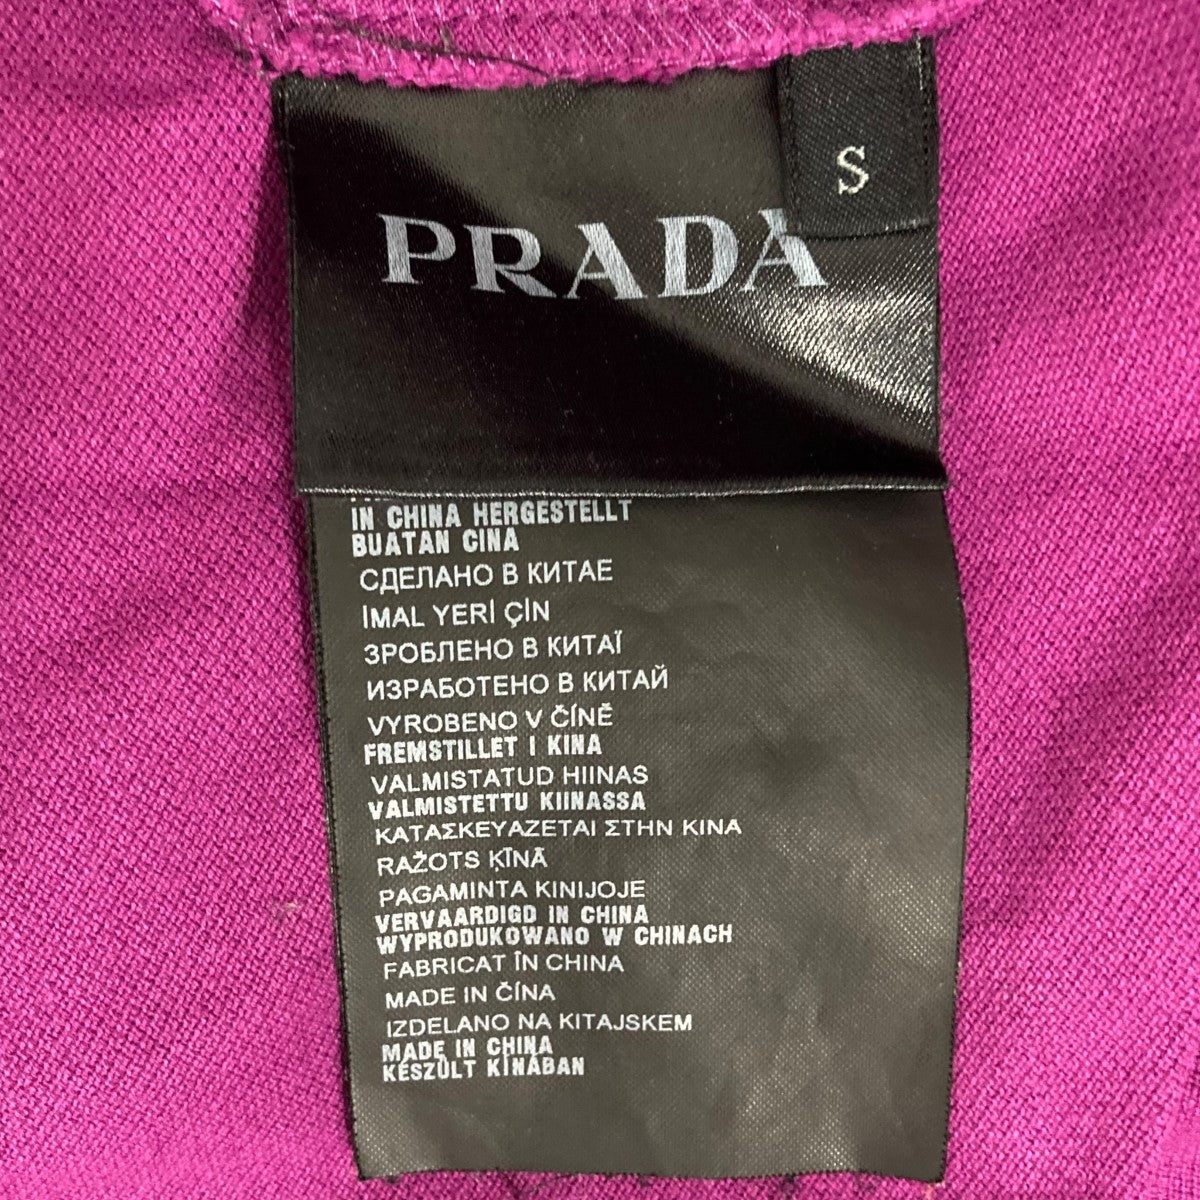 S
PRADA
IN CHINA HERGESTELLT
BUATAN CINA
СДЕЛАНО В КИТАЕ
İMAL YERİ ÇİN
ЗРОБЛЕНО В КИТАЇ
ИЗРАБОТЕНО В КИТАЙ
VYROBENO V ČÍNĚ
FREMSTILLET I KINA
VALMISTATUD HIINAS
VALMISTETTU KIINASSA
ΚΑΤΑΣΚΕΥΑΖΕΤΑΙ ΣΤΗΝ ΚΙΝΑ
RAŽOTS ĶĪNĀ
PAGAMINTA KINIJOJE
VERVAARDIGD IN CHINA
WYPRODUKOWANO W CHINACH
FABRICAT ÎN CHINA
MADE IN ČÍNA
IZDELANO NA KITAJSKEM
MADE IN CHINA
KÉSZÜLT KÍNÁBAN